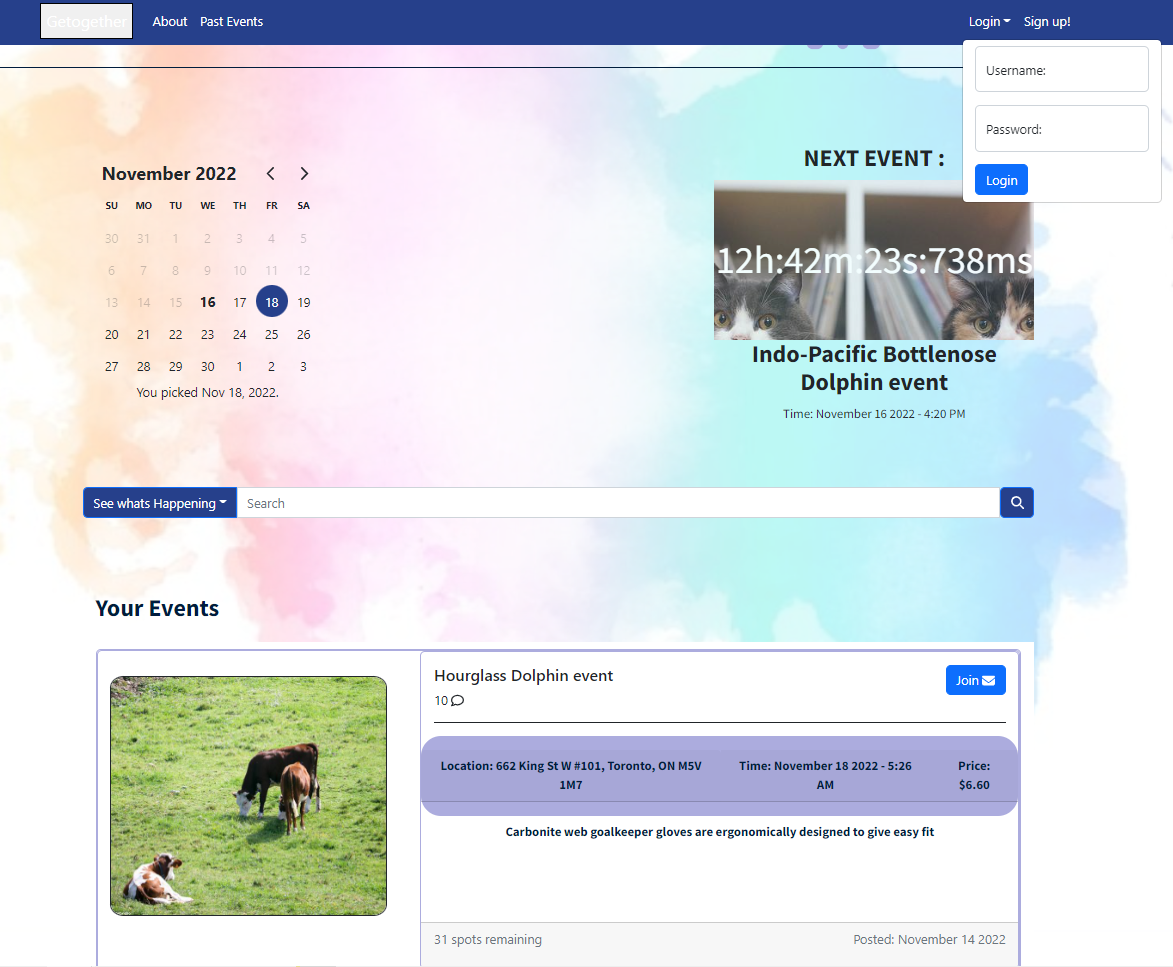 Getogether About Past Events Login Sign up!
Username:
Password:
Login
NEXT EVENT :
November 2022
SU MO TU WE TH FR SA
30 31 1 2 3 4 5
6 7 8 9 10 11 12
13 14 15 16 17 18 19
20 21 22 23 24 25 26
27 28 29 30 1 2 3
You picked Nov 18, 2022.
12h:42m:23s:738ms
Indo-Pacific Bottlenose
Dolphin event
Time: November 16 2022 - 4:20 PM
See whats Happening Search
Your Events
Hourglass Dolphin event
Join
10
Location: 662 King St W #101, Toronto, ON M5V
1M7
Time: November 18 2022 - 5:26
AM
Price:
$6.60
Carbonite web goalkeeper gloves are ergonomically designed to give easy fit
31 spots remaining Posted: November 14 2022